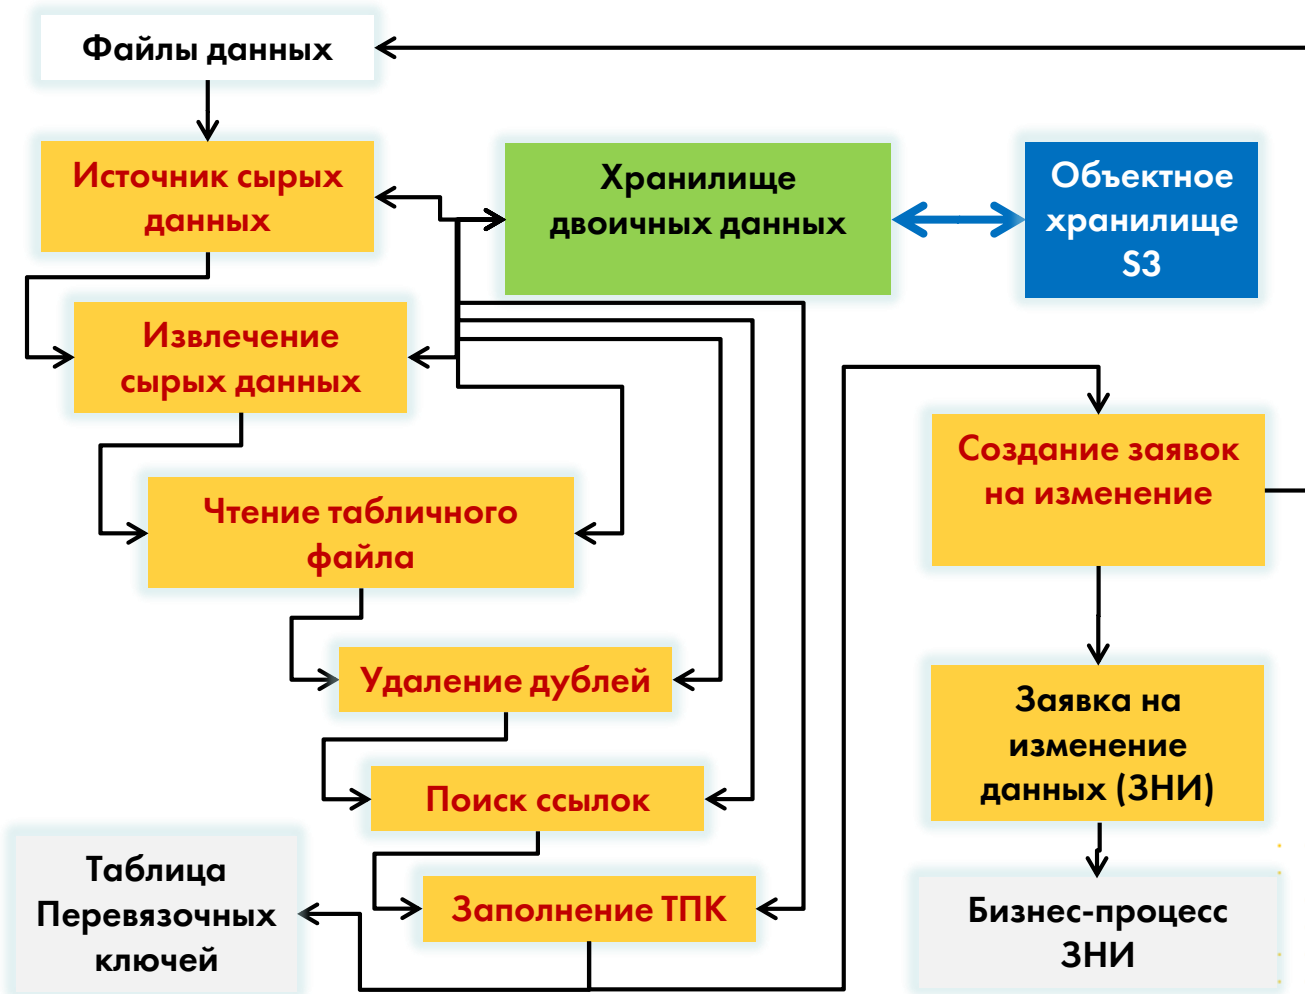 Файлы данных
Источник сырых
данных
Хранилище
двоичных данных
Объектное
хранилище
S3
Извлечение
сырых данных
Чтение табличного
файла
Удаление дублей
Поиск ссылок
Заполнение ТПК
Таблица
Перевязочных
ключей
Создание заявок
на изменение
Заявка на
изменение
данных (ЗНИ)
Бизнес-процесс
ЗНИ